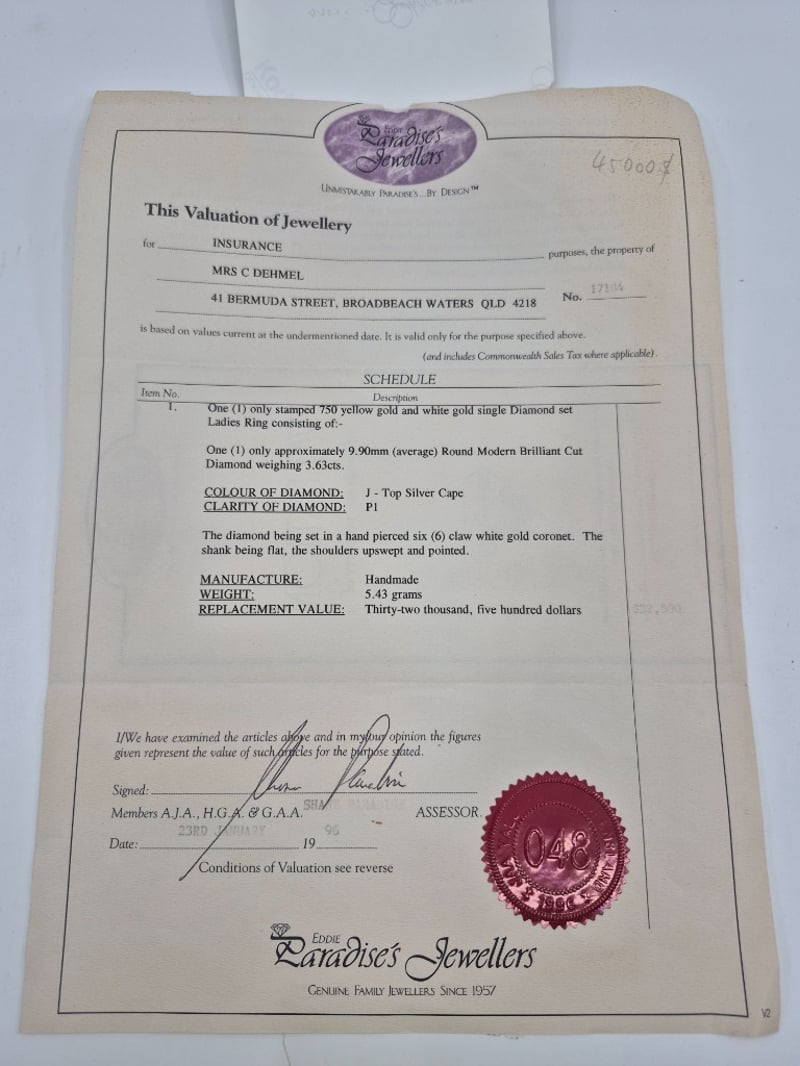 45000$
EDDIE
Paradise's
Jewellers
UNMISTAKABLY PARADISE'S...BY DESIGN™
This Valuation of Jewellery
for INSURANCE purposes, the property of
MRS C DEHMEL
41 BERMUDA STREET, BROADBEACH WATERS QLD 4218 No. 17104
is based on values current at the undermentioned date. It is valid only for the purpose specified above.
(and includes Commonwealth Sales Tax where applicable).
SCHEDULE
Item No. Description
1. One (1) only stamped 750 yellow gold and white gold single Diamond set
Ladies Ring consisting of:-
One (1) only approximately 9.90mm (average) Round Modern Brilliant Cut
Diamond weighing 3.63cts.
COLOUR OF DIAMOND: J - Top Silver Cape
CLARITY OF DIAMOND: P1
The diamond being set in a hand pierced six (6) claw white gold coronet. The
shank being flat, the shoulders upswept and pointed.
MANUFACTURE: Handmade
WEIGHT: 5.43 grams
REPLACEMENT VALUE: Thirty-two thousand, five hundred dollars $32,500
I/We have examined the articles above and in my/our opinion the figures
given represent the value of such articles for the purpose stated.
Signed:
Members A.J.A., H.G.A. & G.A.A. ASSESSOR
Date: 23RD JANUARY 19 96
Conditions of Valuation see reverse
048
1996
EDDIE
Paradise's Jewellers
GENUINE FAMILY JEWELLERS SINCE 1957
V2